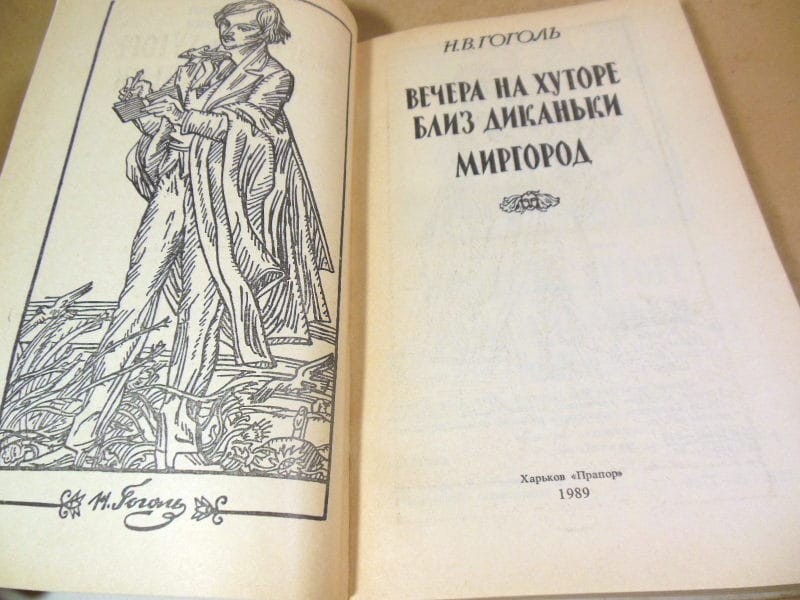 Н. Гоголь
Н.В.ГОГОЛЬ
ВЕЧЕРА НА ХУТОРЕ
БЛИЗ ДИКАНЬКИ
МИРГОРОД
Харьков «Прапор»
1989